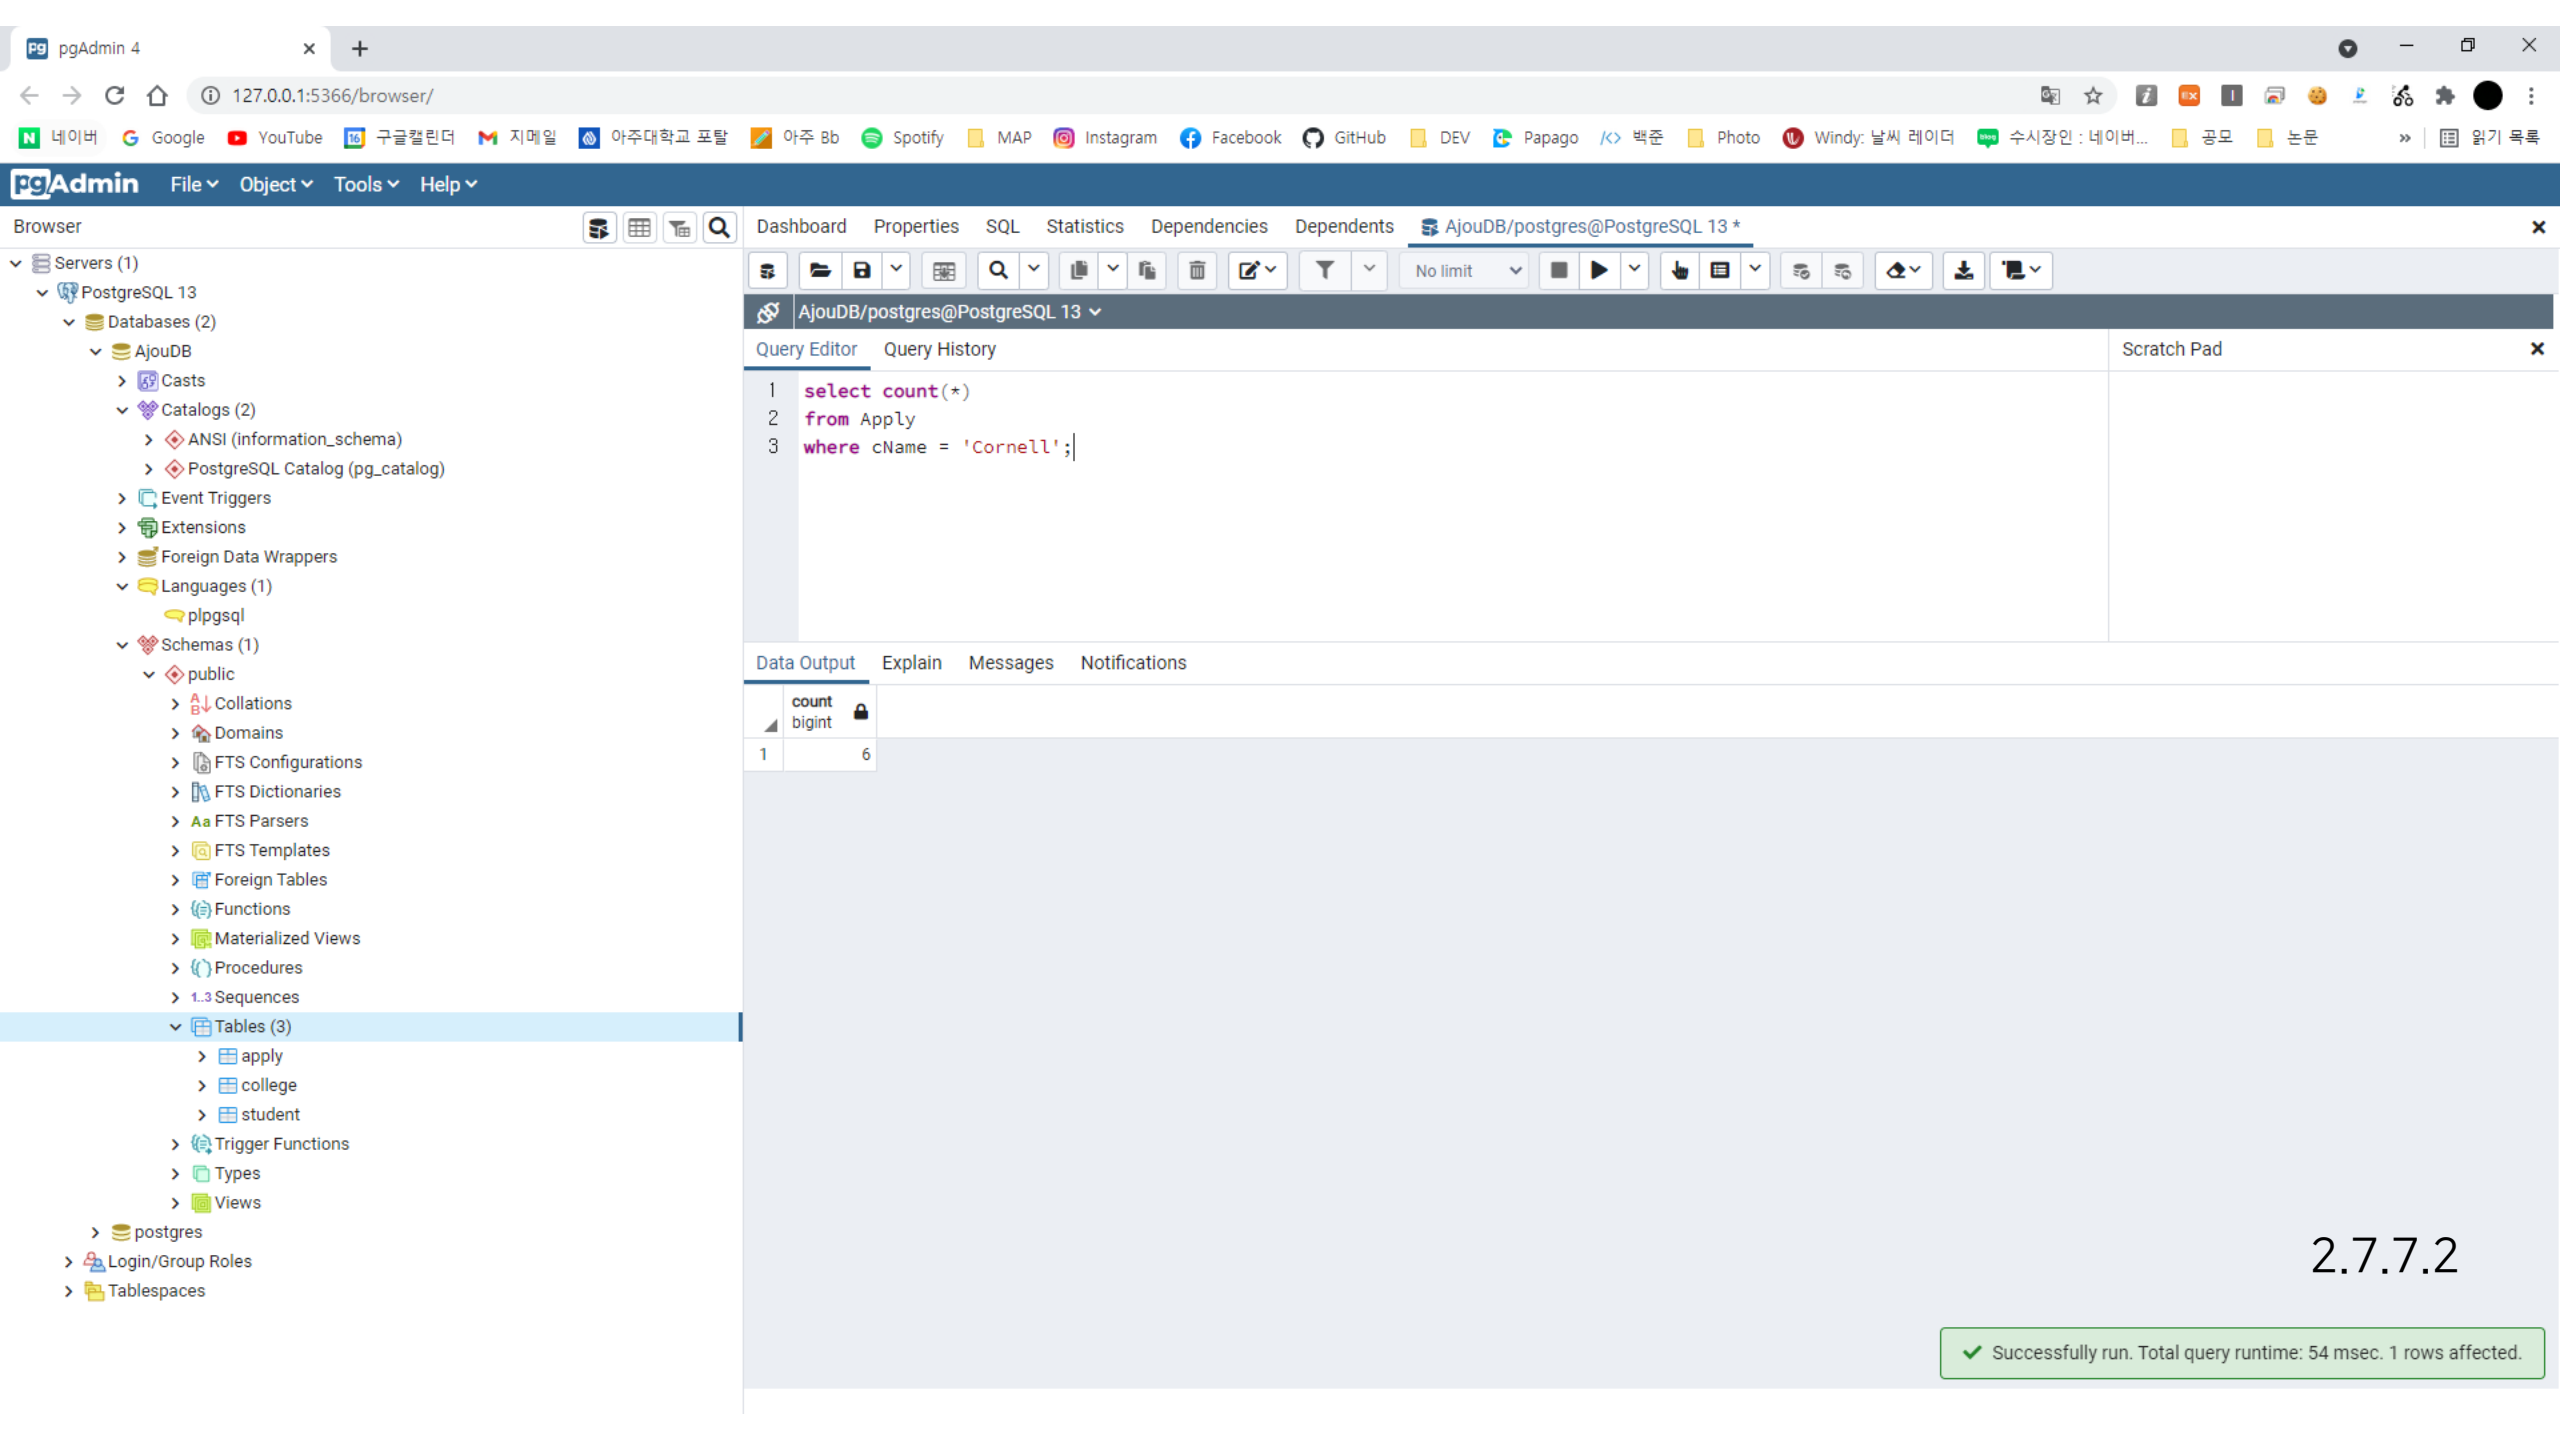 pgAdmin 4
127.0.0.1:5366/browser/
네이버 Google YouTube 구글캘린더 지메일 아주대학교 포탈 아주 Bb Spotify MAP Instagram Facebook GitHub DEV Papago 백준 Photo Windy: 날씨 레이더 수시장인 : 네이버... 공모 논문 » 읽기 목록
pgAdmin File Object Tools Help
Browser
Dashboard Properties SQL Statistics Dependencies Dependents AjouDB/postgres@PostgreSQL 13 *
No limit
AjouDB/postgres@PostgreSQL 13
Query Editor Query History
Scratch Pad
1 select count(*)
2 from Apply
3 where cName = 'Cornell';
Data Output Explain Messages Notifications
count
bigint
1 6
Servers (1)
PostgreSQL 13
Databases (2)
AjouDB
Casts
Catalogs (2)
ANSI (information_schema)
PostgreSQL Catalog (pg_catalog)
Event Triggers
Extensions
Foreign Data Wrappers
Languages (1)
plpgsql
Schemas (1)
public
Collations
Domains
FTS Configurations
FTS Dictionaries
Aa FTS Parsers
FTS Templates
Foreign Tables
Functions
Materialized Views
Procedures
1..3 Sequences
Tables (3)
apply
college
student
Trigger Functions
Types
Views
postgres
Login/Group Roles
Tablespaces
2.7.7.2
Successfully run. Total query runtime: 54 msec. 1 rows affected.